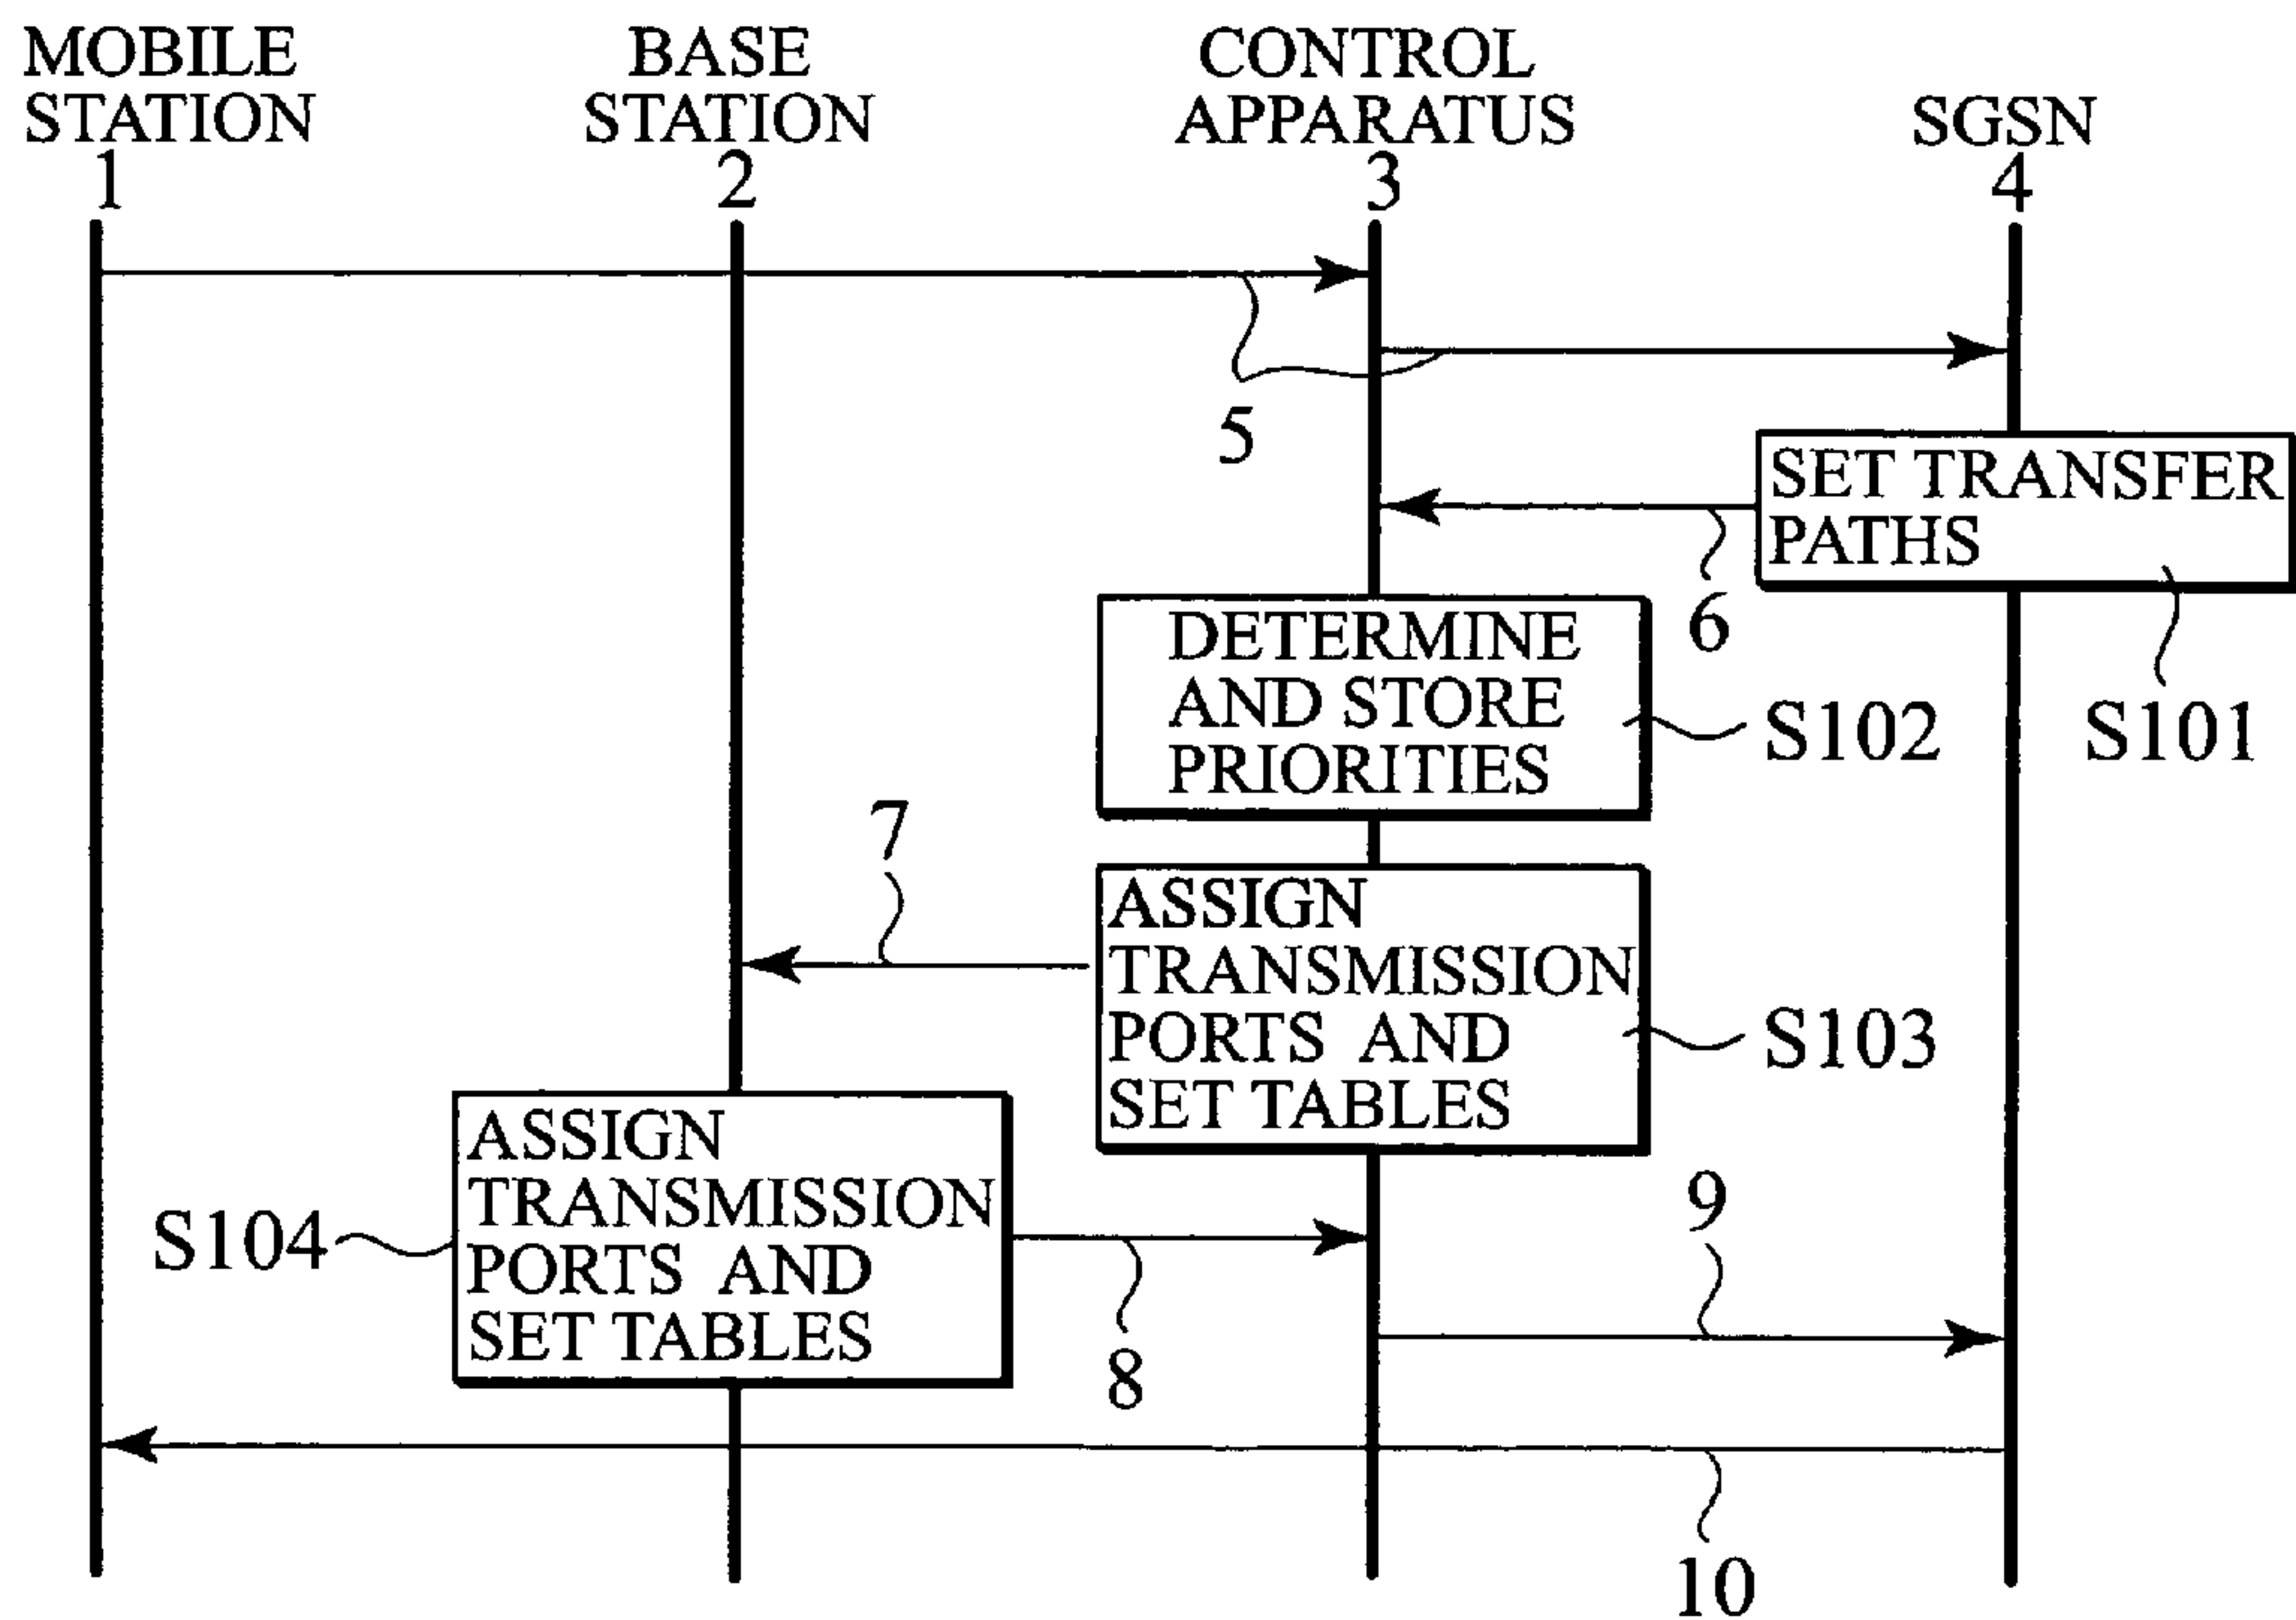 MOBILE
STATION
1
BASE
STATION
2
CONTROL
APPARATUS
3
SGSN
4
5
SET TRANSFER
PATHS
6
S101
DETERMINE
AND STORE
PRIORITIES
S102
7
ASSIGN
TRANSMISSION
PORTS AND
SET TABLES
S103
ASSIGN
TRANSMISSION
PORTS AND
SET TABLES
S104
8
9
10